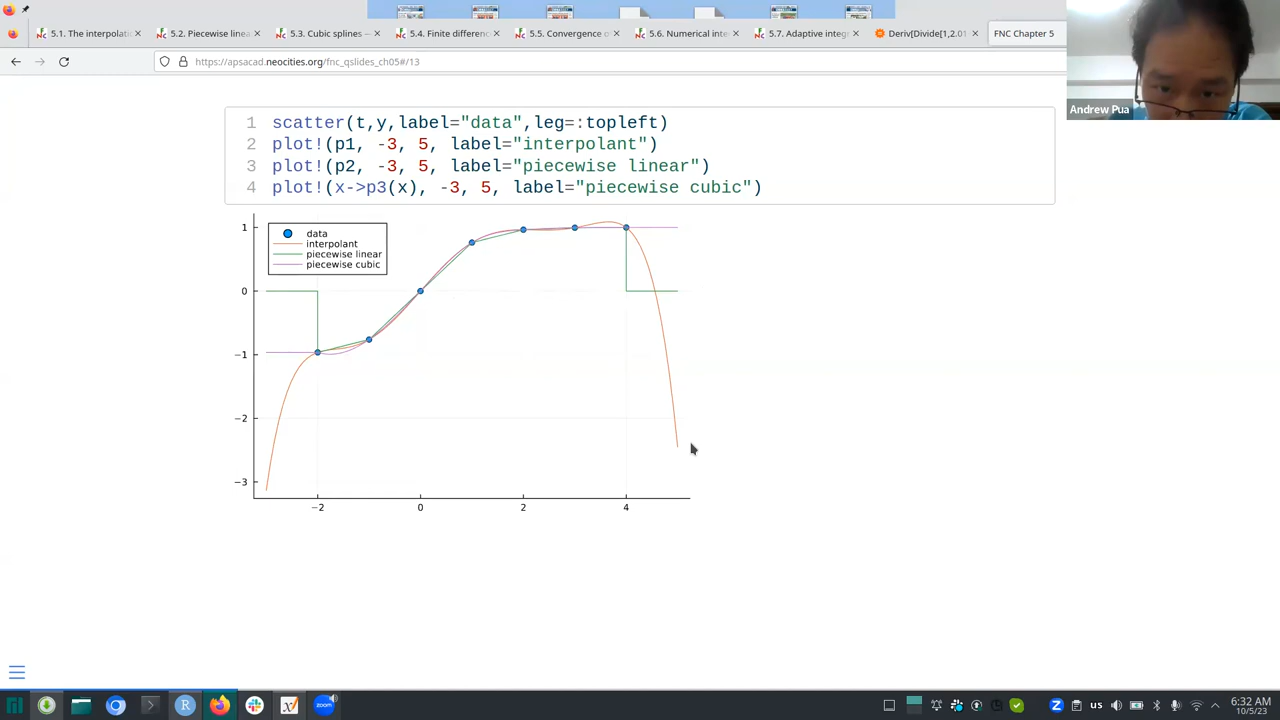 5.1. The interpolatio
5.2. Piecewise linea
5.3. Cubic splines —
5.4. Finite differenc
5.5. Convergence o
5.6. Numerical inte
5.7. Adaptive integ
Deriv[Divide[1,2.01
FNC Chapter 5
https://apsacad.neocities.org/fnc_qslides_ch05#/13
Andrew Pua
1 scatter(t,y,label="data",leg=:topleft)
2 plot!(p1, -3, 5, label="interpolant")
3 plot!(p2, -3, 5, label="piecewise linear")
4 plot!(x->p3(x), -3, 5, label="piecewise cubic")
data
interpolant
piecewise linear
piecewise cubic
1
0
−1
−2
−3
−2
0
2
4
zoom
us
6:32 AM
10/5/23